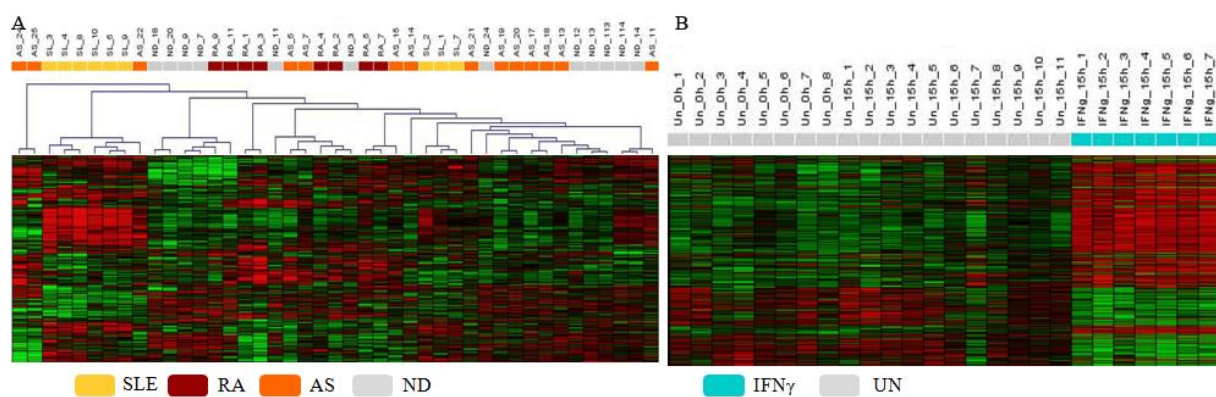 A
AS_24
AS_25
SL_3
SL_4
SL_8
SL_10
SL_5
SL_9
AS_22
ND_18
ND_20
ND_9
ND_7
RA_9
RA_11
RA_1
RA_3
ND_11
AS_5
AS_7
RA_4
RA_2
ND_3
RA_5
RA_7
AS_15
AS_14
SL_2
SL_1
SL_7
AS_21
ND_24
AS_19
AS_20
AS_17
AS_18
AS_13
ND_12
ND_13
ND_113
ND_114
ND_14
AS_11
SLE
RA
AS
ND
B
Un_0h_1
Un_0h_2
Un_0h_3
Un_0h_4
Un_0h_5
Un_0h_6
Un_0h_7
Un_0h_8
Un_15h_1
Un_15h_2
Un_15h_3
Un_15h_4
Un_15h_5
Un_15h_6
Un_15h_7
Un_15h_8
Un_15h_9
Un_15h_10
Un_15h_11
IFNg_15h_1
IFNg_15h_2
IFNg_15h_3
IFNg_15h_4
IFNg_15h_5
IFNg_15h_6
IFNg_15h_7
IFNγ
UN